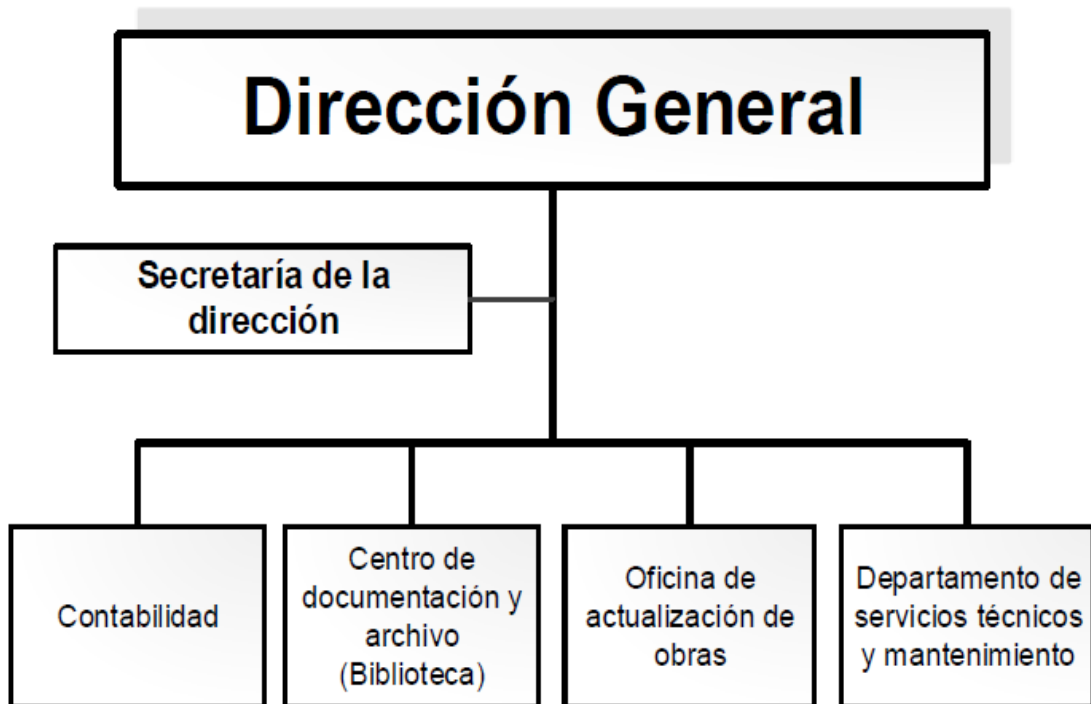 Dirección General
Secretaría de la
dirección
Contabilidad
Centro de
documentación y
archivo
(Biblioteca)
Oficina de
actualización de
obras
Departamento de
servicios técnicos
y mantenimiento